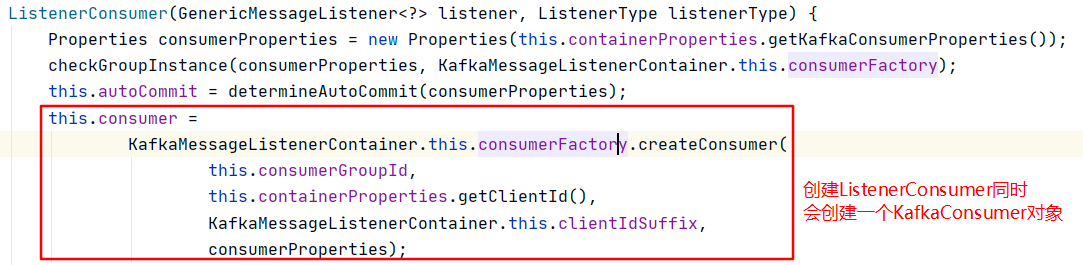 ListenerConsumer(GenericMessageListener<?> listener, ListenerType listenerType) {
Properties consumerProperties = new Properties(this.containerProperties.getKafkaConsumerProperties());
checkGroupInstance(consumerProperties, KafkaMessageListenerContainer.this.consumerFactory);
this.autoCommit = determineAutoCommit(consumerProperties);
this.consumer =
KafkaMessageListenerContainer.this.consumerFactory.createConsumer(
this.consumerGroupId,
this.containerProperties.getClientId(),
KafkaMessageListenerContainer.this.clientIdSuffix,
consumerProperties);
创建ListenerConsumer同时
会创建一个KafkaConsumer对象